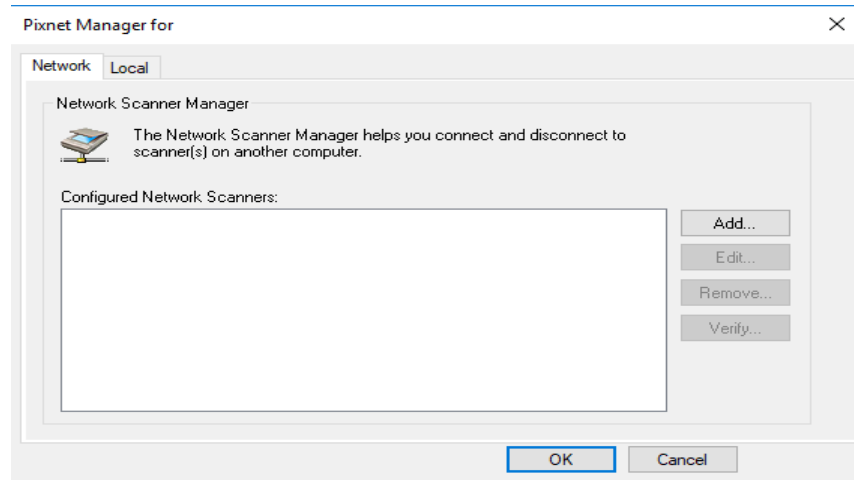 Pixnet Manager for
Network
Local
Network Scanner Manager
The Network Scanner Manager helps you connect and disconnect to
scanner(s) on another computer.
Configured Network Scanners:
Add...
Edit...
Remove...
Verify...
OK
Cancel